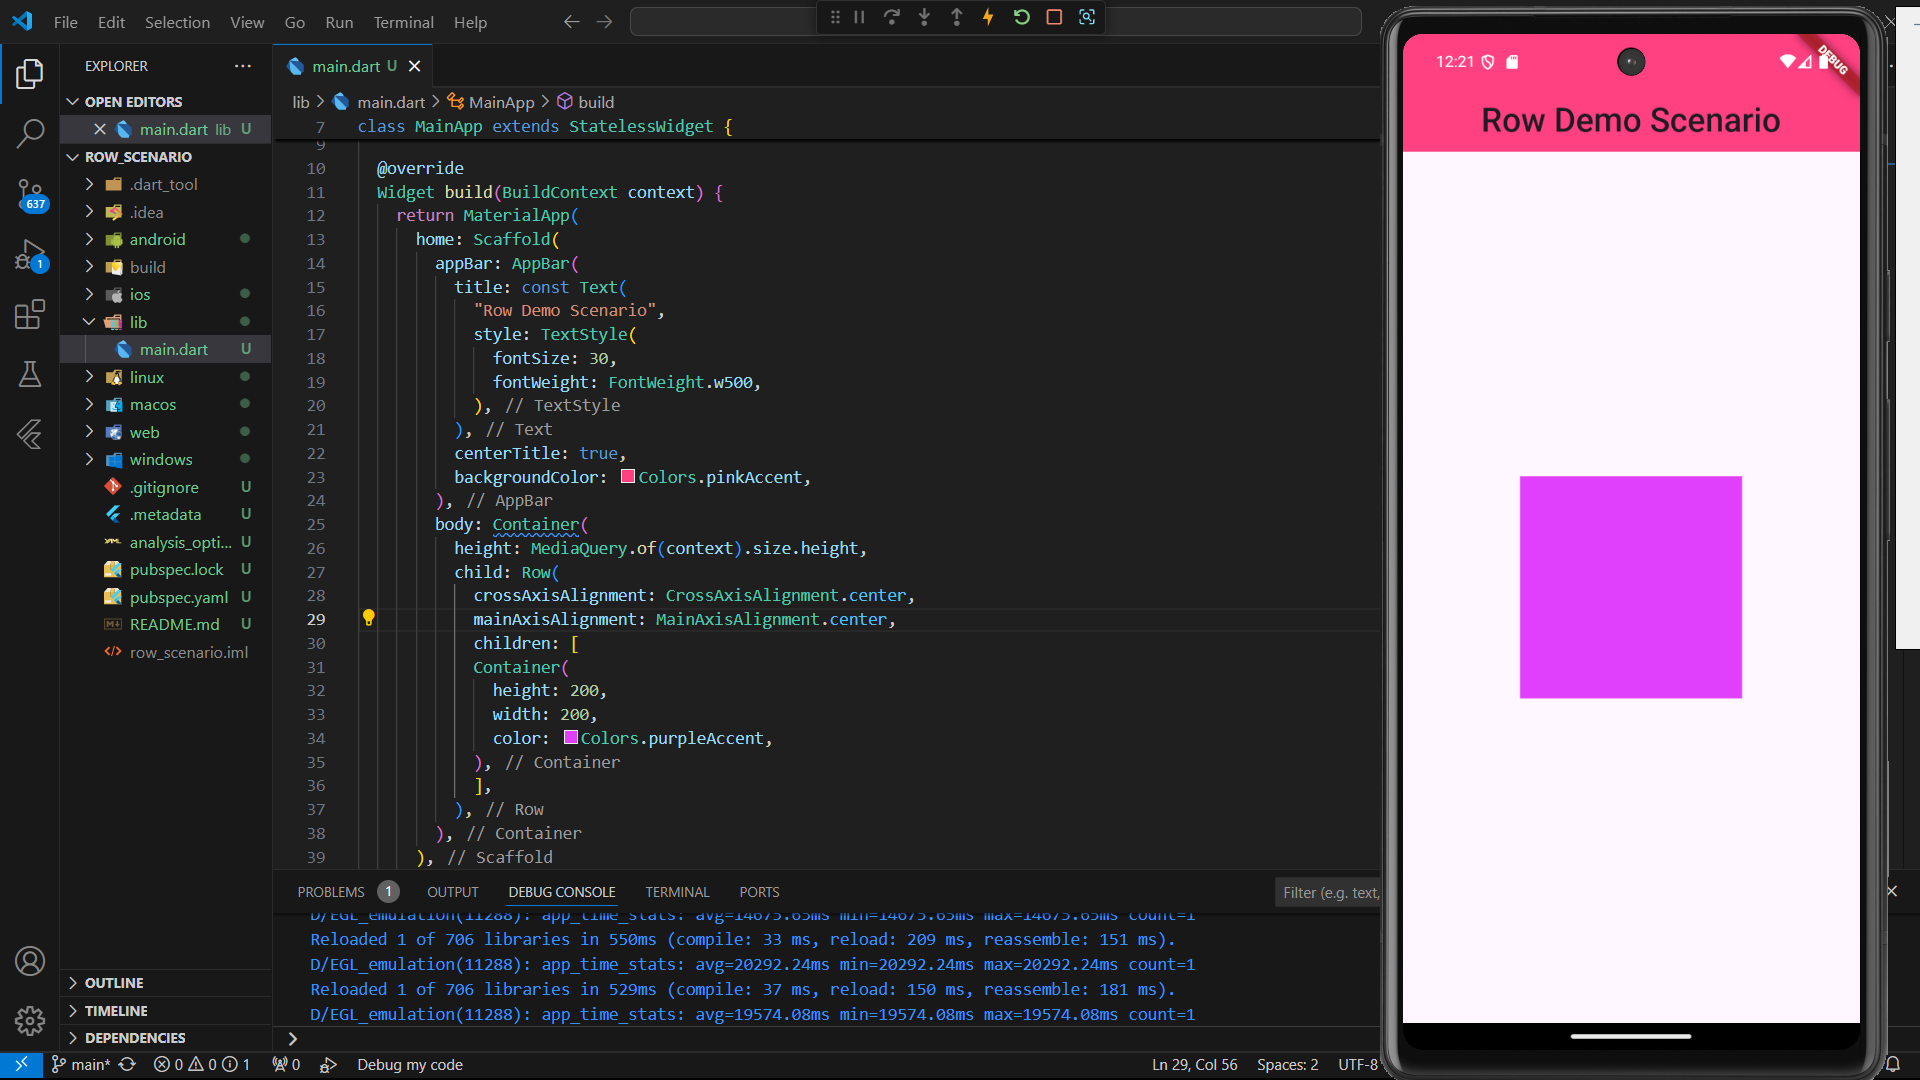 File Edit Selection View Go Run Terminal Help
EXPLORER
OPEN EDITORS
main.dart lib U
ROW_SCENARIO
.dart_tool
.idea
android
build
ios
lib
main.dart U
linux
macos
web
windows
.gitignore U
.metadata U
analysis_opti... U
pubspec.lock U
pubspec.yaml U
README.md U
row_scenario.iml
OUTLINE
TIMELINE
DEPENDENCIES
637
1
main.dart U
lib > main.dart > MainApp > build
7 class MainApp extends StatelessWidget {
9
10 @override
11 Widget build(BuildContext context) {
12 return MaterialApp(
13 home: Scaffold(
14 appBar: AppBar(
15 title: const Text(
16 "Row Demo Scenario",
17 style: TextStyle(
18 fontSize: 30,
19 fontWeight: FontWeight.w500,
20 ), // TextStyle
21 ), // Text
22 centerTitle: true,
23 backgroundColor: Colors.pinkAccent,
24 ), // AppBar
25 body: Container(
26 height: MediaQuery.of(context).size.height,
27 child: Row(
28 crossAxisAlignment: CrossAxisAlignment.center,
29 mainAxisAlignment: MainAxisAlignment.center,
30 children: [
31 Container(
32 height: 200,
33 width: 200,
34 color: Colors.purpleAccent,
35 ), // Container
36 ],
37 ), // Row
38 ), // Container
39 ), // Scaffold
PROBLEMS 1 OUTPUT DEBUG CONSOLE TERMINAL PORTS
Filter (e.g. text,
D/EGL_emulation(11288): app_time_stats: avg=14675.65ms min=14675.65ms max=14675.65ms count=1
Reloaded 1 of 706 libraries in 550ms (compile: 33 ms, reload: 209 ms, reassemble: 151 ms).
D/EGL_emulation(11288): app_time_stats: avg=20292.24ms min=20292.24ms max=20292.24ms count=1
Reloaded 1 of 706 libraries in 529ms (compile: 37 ms, reload: 150 ms, reassemble: 181 ms).
D/EGL_emulation(11288): app_time_stats: avg=19574.08ms min=19574.08ms max=19574.08ms count=1
>
main* 0 0 1 0 Debug my code
Ln 29, Col 56 Spaces: 2 UTF-8
12:21
DEBUG
Row Demo Scenario